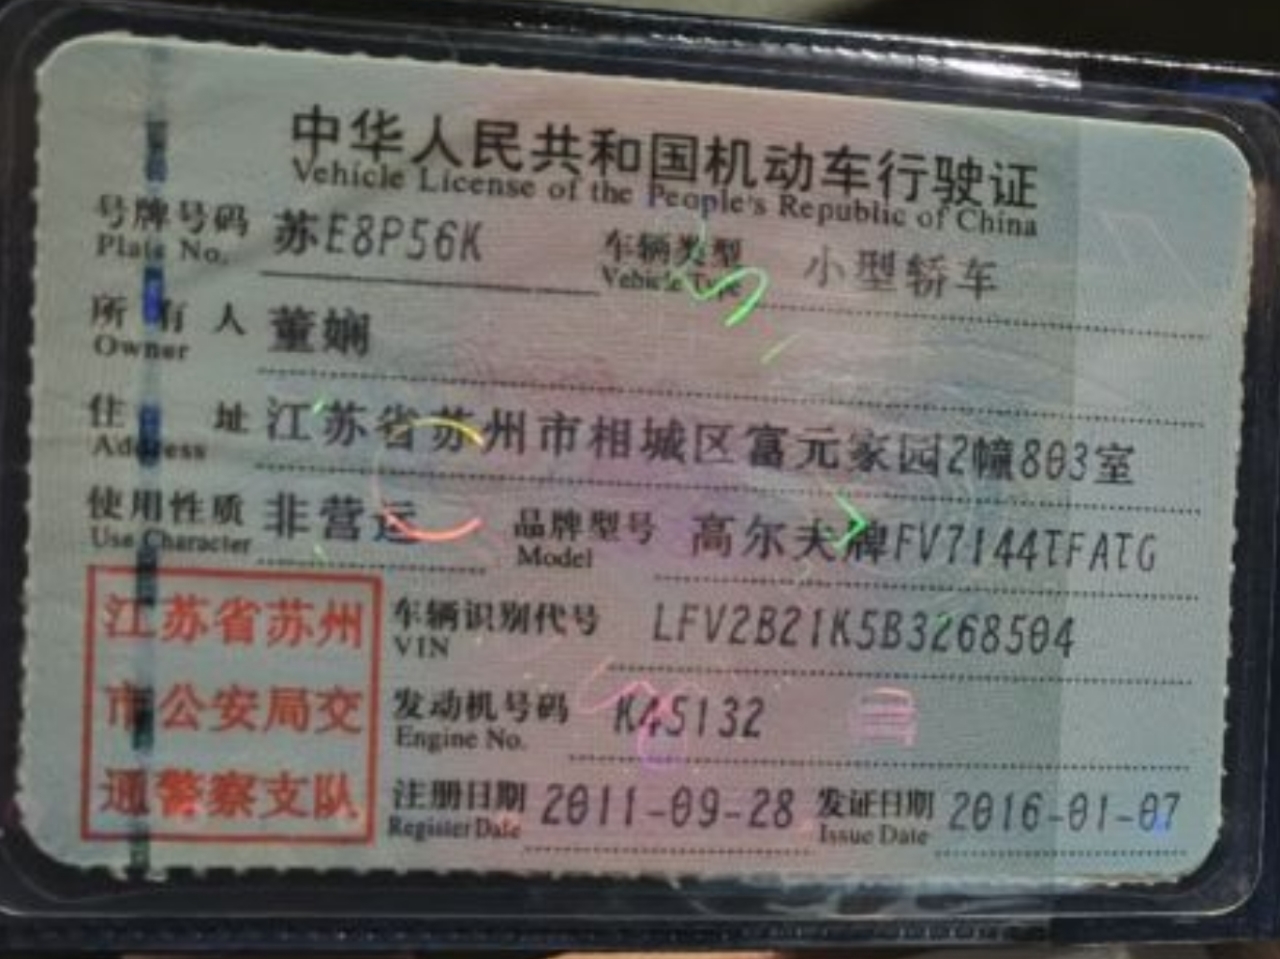 中华人民共和国机动车行驶证
Vehicle License of the People's Republic of China
号牌号码 苏E8P56K 车辆类型 小型轿车
Plate No. Vehicle Type
所有人 董娴
Owner
住址 江苏省苏州市相城区富元家园2幢803室
Address
使用性质 非营运 品牌型号 高尔夫牌FV7144TFATG
Use Character Model
江苏省苏州 车辆识别代号 LFV2B21K5B3268504
VIN
市公安局交 发动机号码 K45132
Engine No.
通警察支队 注册日期 2011-09-28 发证日期 2016-01-07
Register Date Issue Date